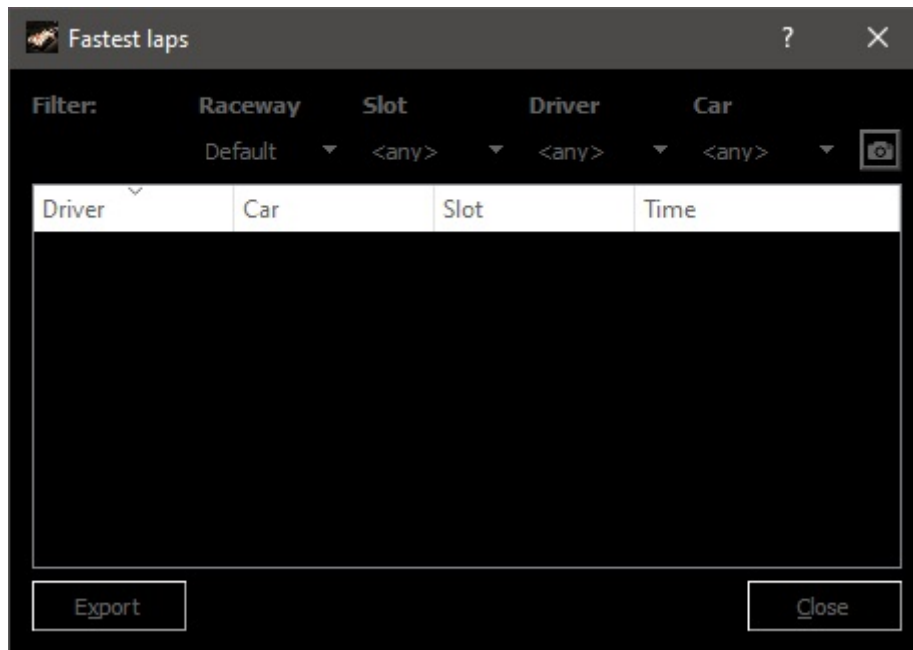 Fastest laps ?
Filter: Raceway Slot Driver Car
Default <any> <any> <any>
Driver Car Slot Time
Export Close